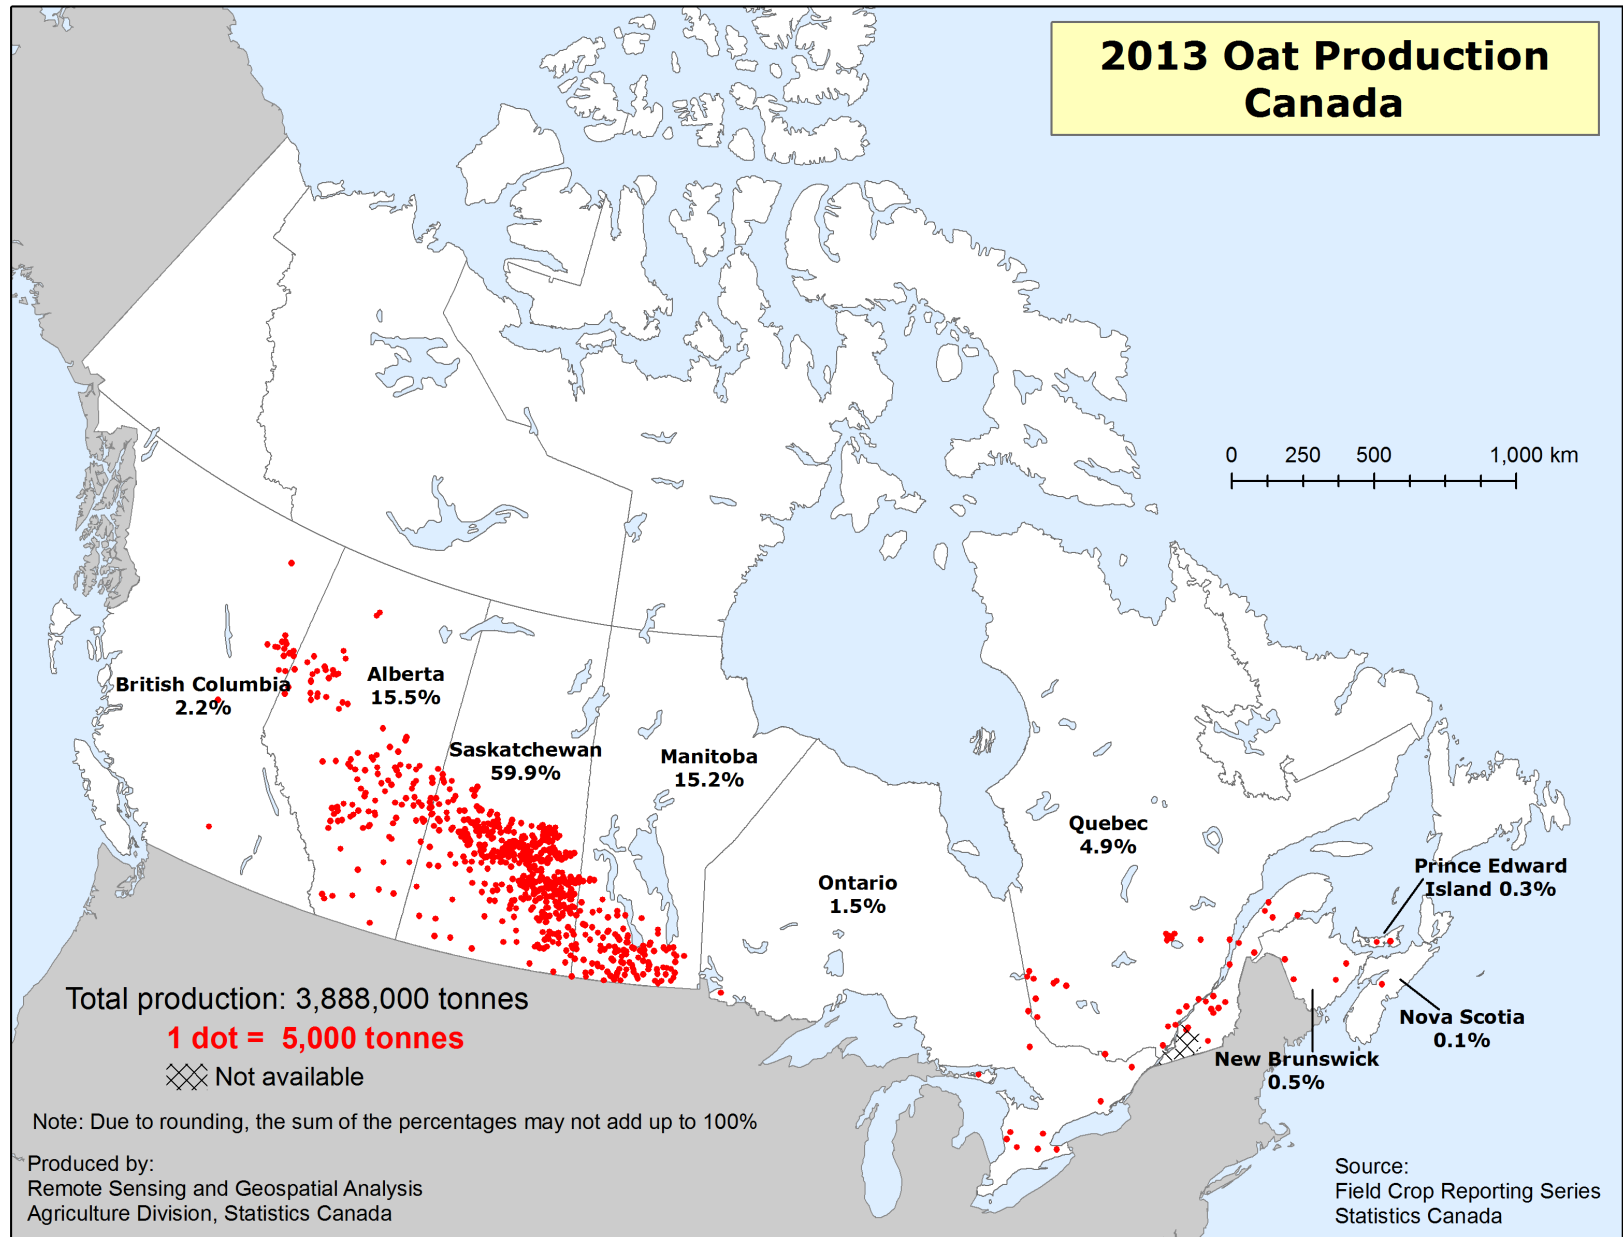 2013 Oat Production
Canada
0 250 500 1,000 km
British Columbia
2.2%
Alberta
15.5%
Saskatchewan
59.9%
Manitoba
15.2%
Ontario
1.5%
Quebec
4.9%
Prince Edward
Island 0.3%
Nova Scotia
0.1%
New Brunswick
0.5%
Total production: 3,888,000 tonnes
1 dot = 5,000 tonnes
Not available
Note: Due to rounding, the sum of the percentages may not add up to 100%
Produced by:
Remote Sensing and Geospatial Analysis
Agriculture Division, Statistics Canada
Source:
Field Crop Reporting Series
Statistics Canada